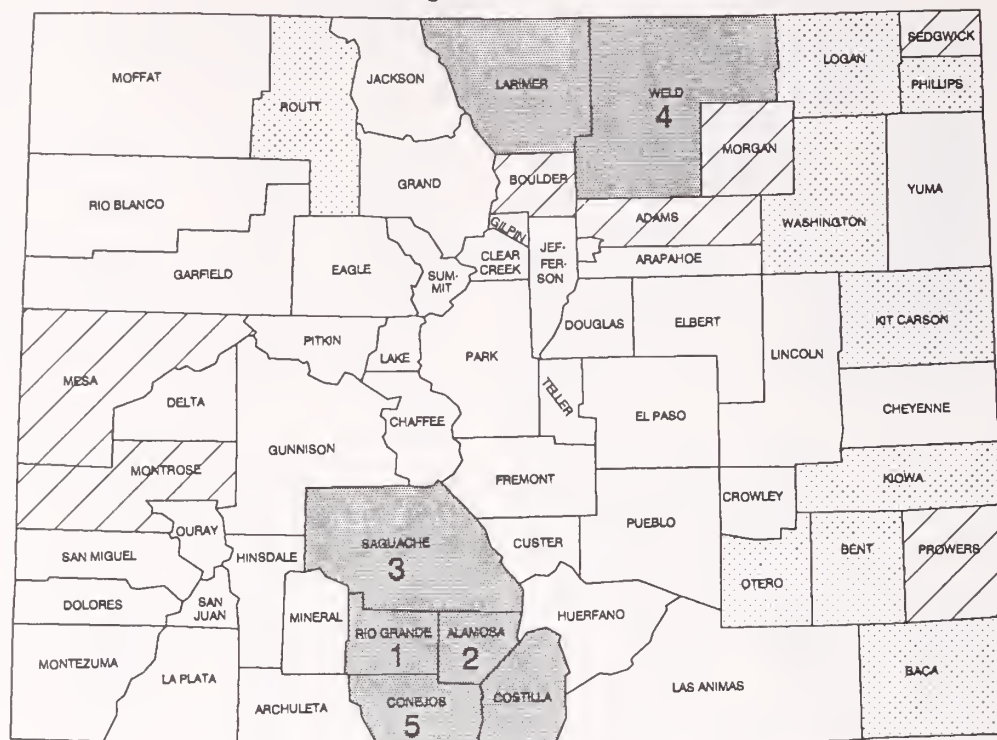 MOFFAT
ROUTT
JACKSON
LARIMER
WELD
4
LOGAN
SEDGWICK
PHILLIPS
MORGAN
RIO BLANCO
GRAND
BOULDER
GILPIN
ADAMS
WASHINGTON
YUMA
GARFIELD
EAGLE
SUM-
MIT
CLEAR
CREEK
JEF-
FER-
SON
ARAPAHOE
DOUGLAS
ELBERT
LINCOLN
KIT CARSON
MESA
PITKIN
LAKE
PARK
TELLER
EL PASO
CHEYENNE
DELTA
GUNNISON
CHAFFEE
MONTROSE
FREMONT
CROWLEY
KIOWA
OURAY
SAN MIGUEL
HINSDALE
SAGUACHE
3
CUSTER
PUEBLO
OTERO
BENT
PROWERS
DOLORES
SAN
JUAN
MINERAL
RIO GRANDE
1
ALAMOSA
2
HUERFANO
MONTEZUMA
LA PLATA
ARCHULETA
CONEJOS
5
COSTILLA
LAS ANIMAS
BACA